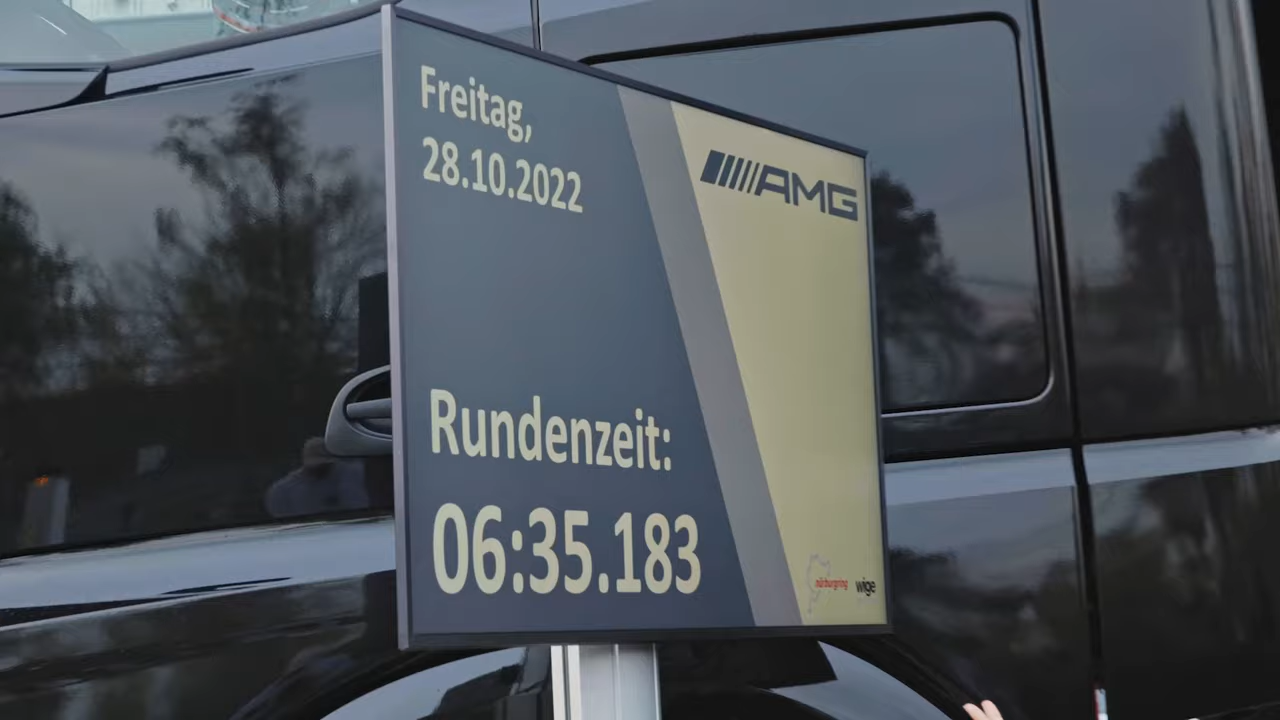 Freitag,
28.10.2022
AMG
Rundenzeit:
06:35.183
nürburgring
wige